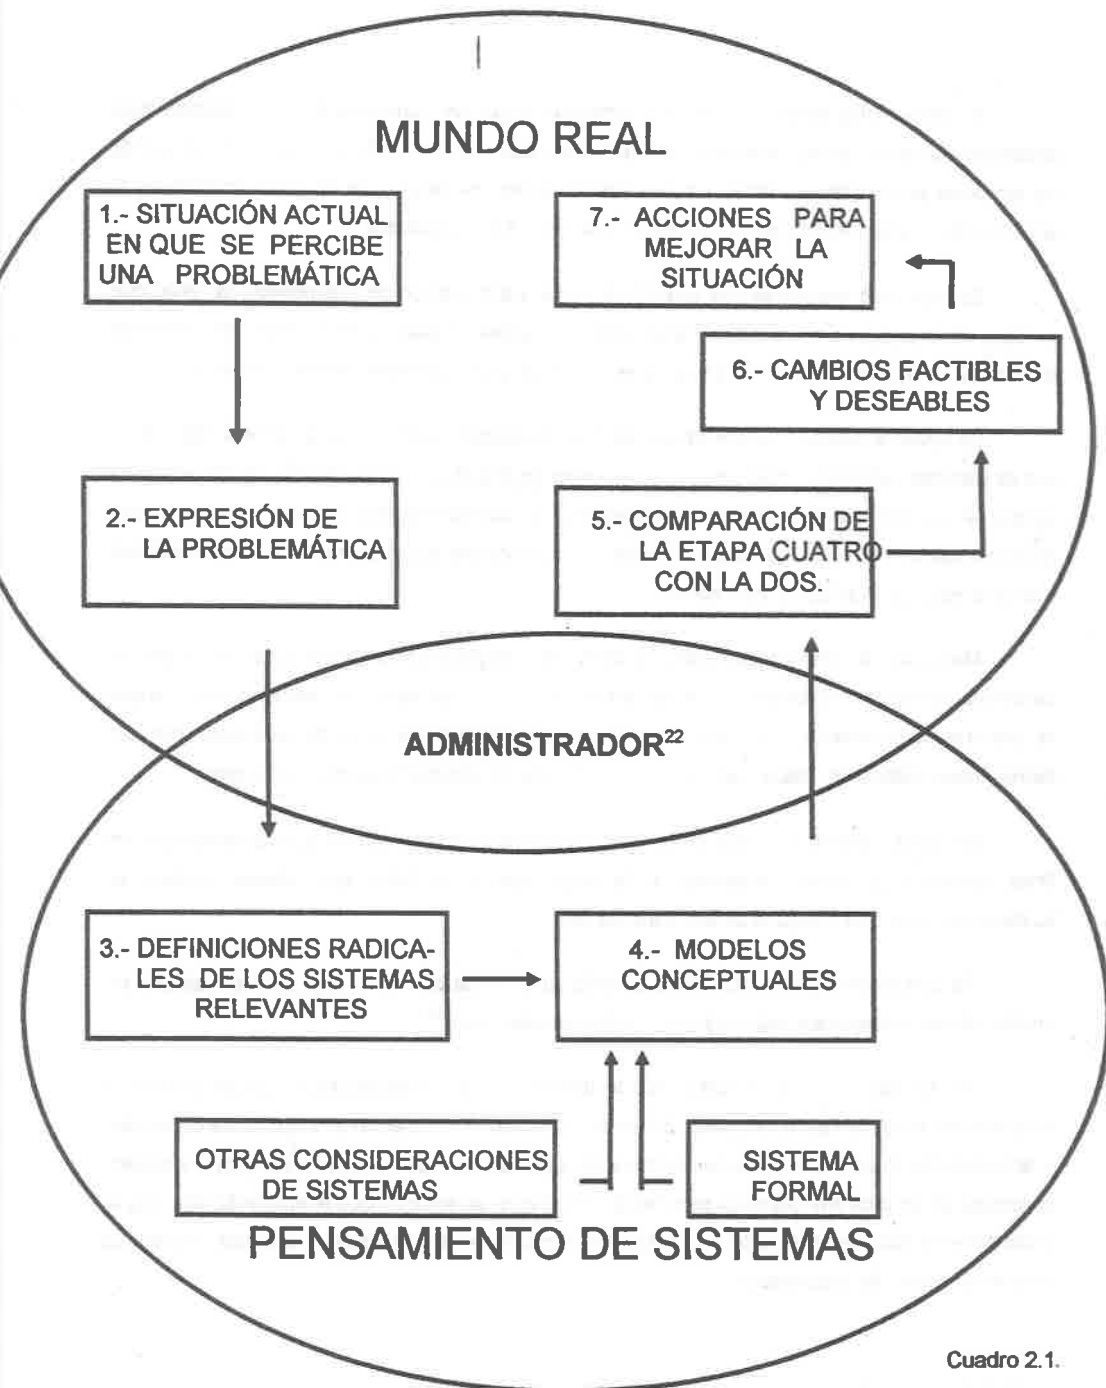 MUNDO REAL
1.- SITUACIÓN ACTUAL
EN QUE SE PERCIBE
UNA PROBLEMÁTICA
7.- ACCIONES PARA
MEJORAR LA
SITUACIÓN
6.- CAMBIOS FACTIBLES
Y DESEABLES
2.- EXPRESIÓN DE
LA PROBLEMÁTICA
5.- COMPARACIÓN DE
LA ETAPA CUATRO
CON LA DOS.
ADMINISTRADOR²²
3.- DEFINICIONES RADICA-
LES DE LOS SISTEMAS
RELEVANTES
4.- MODELOS
CONCEPTUALES
OTRAS CONSIDERACIONES
DE SISTEMAS
SISTEMA
FORMAL
PENSAMIENTO DE SISTEMAS
Cuadro 2.1.